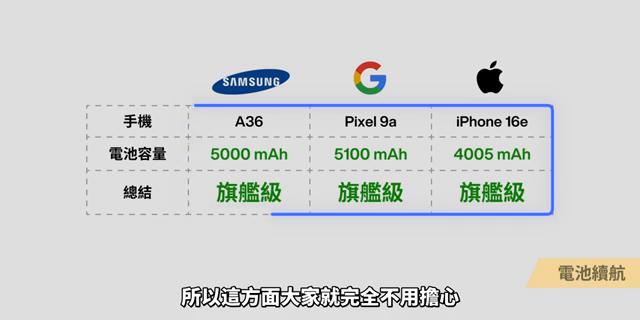 SAMSUNG
手機 A36 Pixel 9a iPhone 16e
電池容量 5000 mAh 5100 mAh 4005 mAh
總結 旗艦級 旗艦級 旗艦級
電池續航
所以這方面大家就完全不用擔心